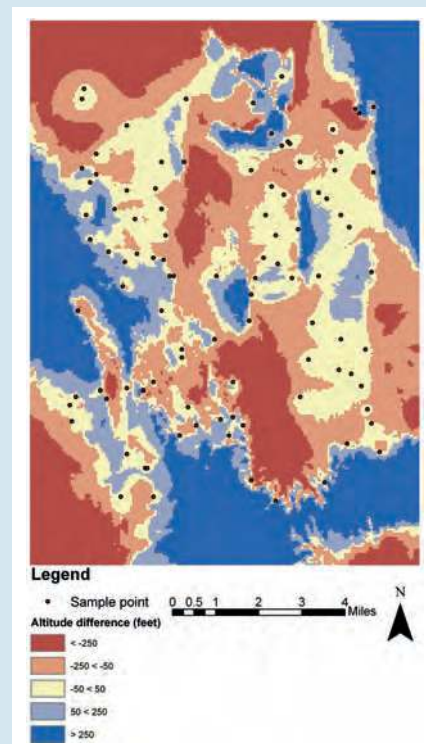 Legend
Sample point
0 0.5 1 2 3 4
Miles
N
Altitude difference (feet)
< -250
-250 < -50
-50 < 50
50 < 250
> 250